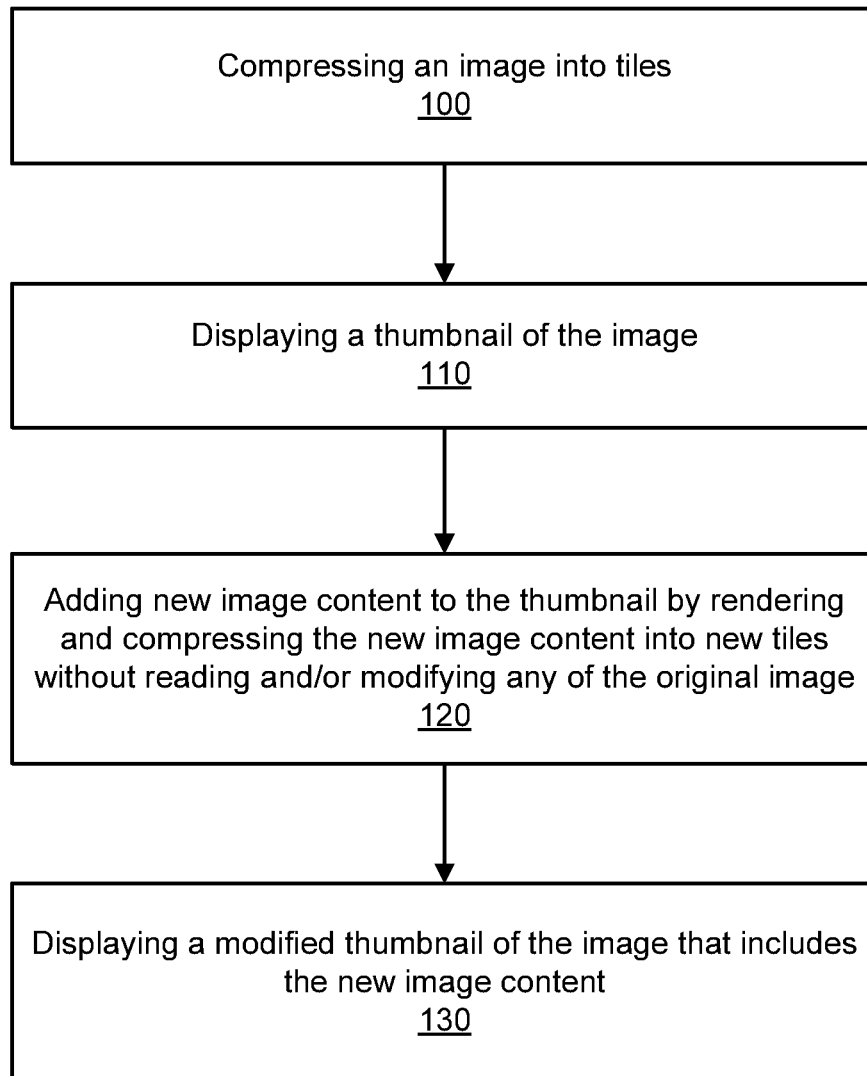 Compressing an image into tiles
100
Displaying a thumbnail of the image
110
Adding new image content to the thumbnail by rendering
and compressing the new image content into new tiles
without reading and/or modifying any of the original image
120
Displaying a modified thumbnail of the image that includes
the new image content
130